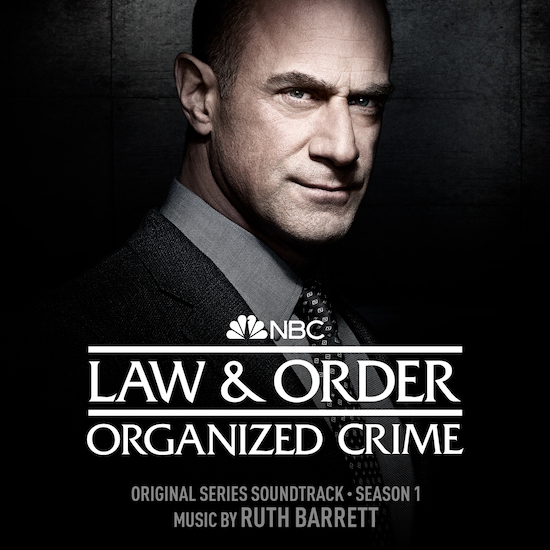 NBC
LAW & ORDER
ORGANIZED CRIME
ORIGINAL SERIES SOUNDTRACK • SEASON 1
MUSIC BY RUTH BARRETT